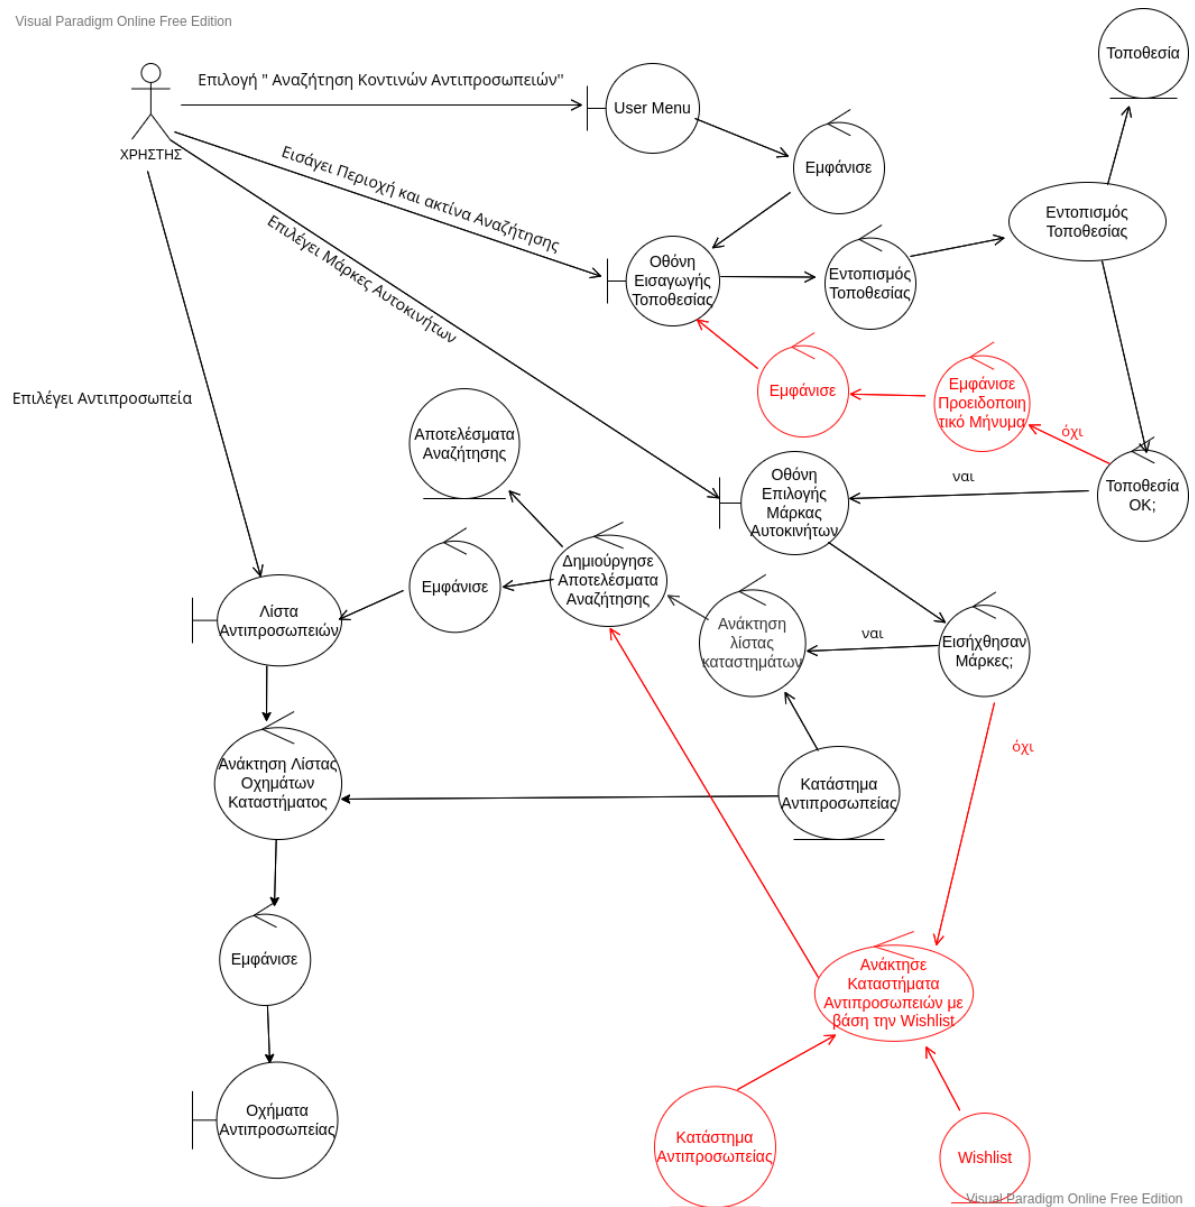 Visual Paradigm Online Free Edition
Τοποθεσία
Επιλογή " Αναζήτηση Κοντινών Αντιπροσωπειών"
User Menu
ΧΡΗΣΤΗΣ
Εμφάνισε
Εισάγει Περιοχή και ακτίνα Αναζήτησης
Εντοπισμός
Τοποθεσίας
Επιλέγει Μάρκες Αυτοκινήτων
Οθόνη
Εισαγωγής
Τοποθεσίας
Εντοπισμός
Τοποθεσίας
Εμφάνισε
Εμφάνισε
Προειδοποιη
τικό Μήνυμα
όχι
Επιλέγει Αντιπροσωπεία
Αποτελέσματα
Αναζήτησης
Οθόνη
Επιλογής
Μάρκας
Αυτοκινήτων
ναι
Τοποθεσία
ΟΚ;
Δημιούργησε
Αποτελέσματα
Αναζήτησης
Εμφάνισε
Λίστα
Αντιπροσωπειών
Ανάκτηση
λίστας
καταστημάτων
ναι
Εισήχθησαν
Μάρκες;
όχι
Ανάκτηση Λίστας
Οχημάτων
Καταστήματος
Κατάστημα
Αντιπροσωπείας
Εμφάνισε
Ανάκτησε
Καταστήματα
Αντιπροσωπειών με
βάση την Wishlist
Οχήματα
Αντιπροσωπείας
Κατάστημα
Αντιπροσωπείας
Wishlist
Visual Paradigm Online Free Edition